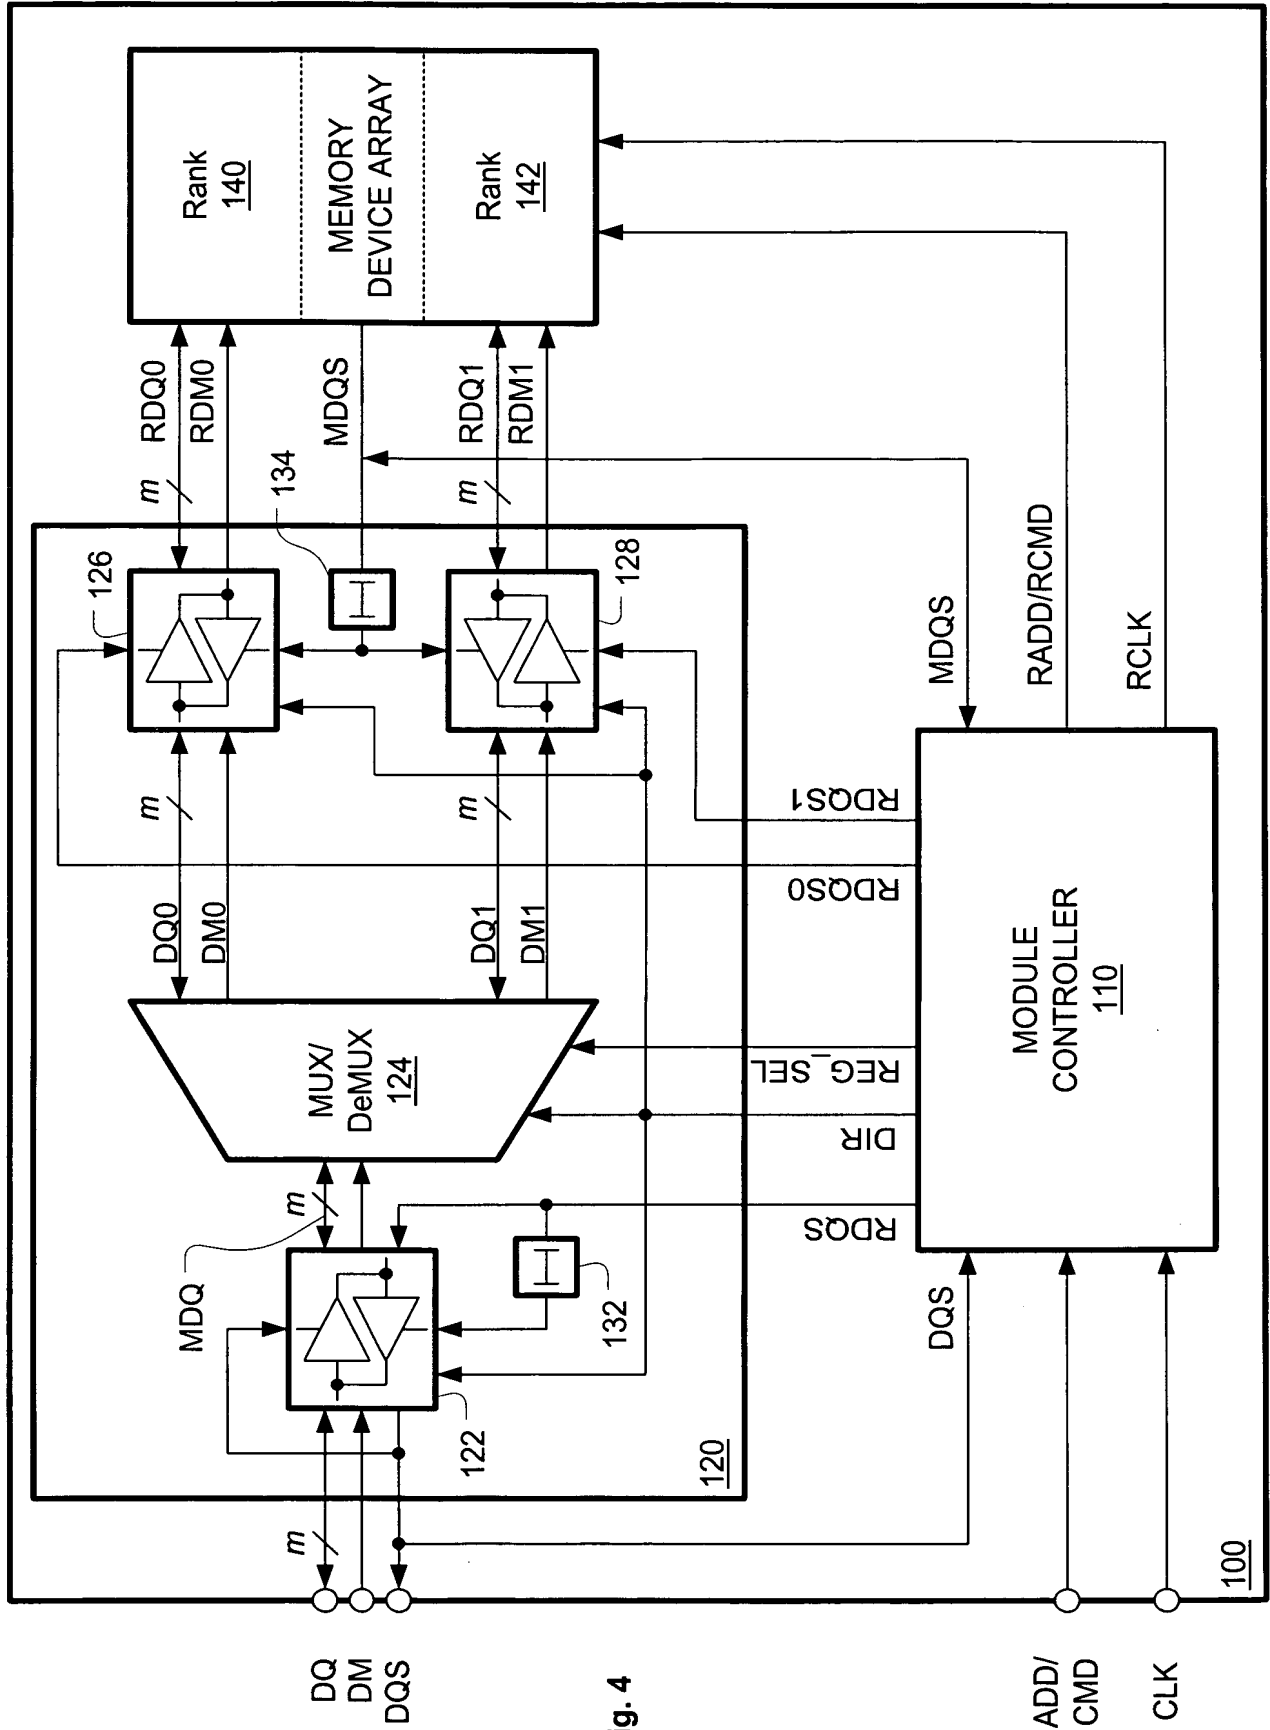 DQ
DM
DQS
ADD/
CMD
CLK
ig. 4
100
120
m
122
MDQ
m
132
MUX/
DeMUX
124
DQ0
DM0
m
DQ1
DM1
m
126
128
134
m
RDQ0
RDM0
MDQS
m
RDQ1
RDM1
Rank
140
MEMORY
DEVICE ARRAY
Rank
142
DQS
RDQS
DIR
REG_SEL
RDQS0
RDQS1
MODULE
CONTROLLER
110
MDQS
RADD/RCMD
RCLK